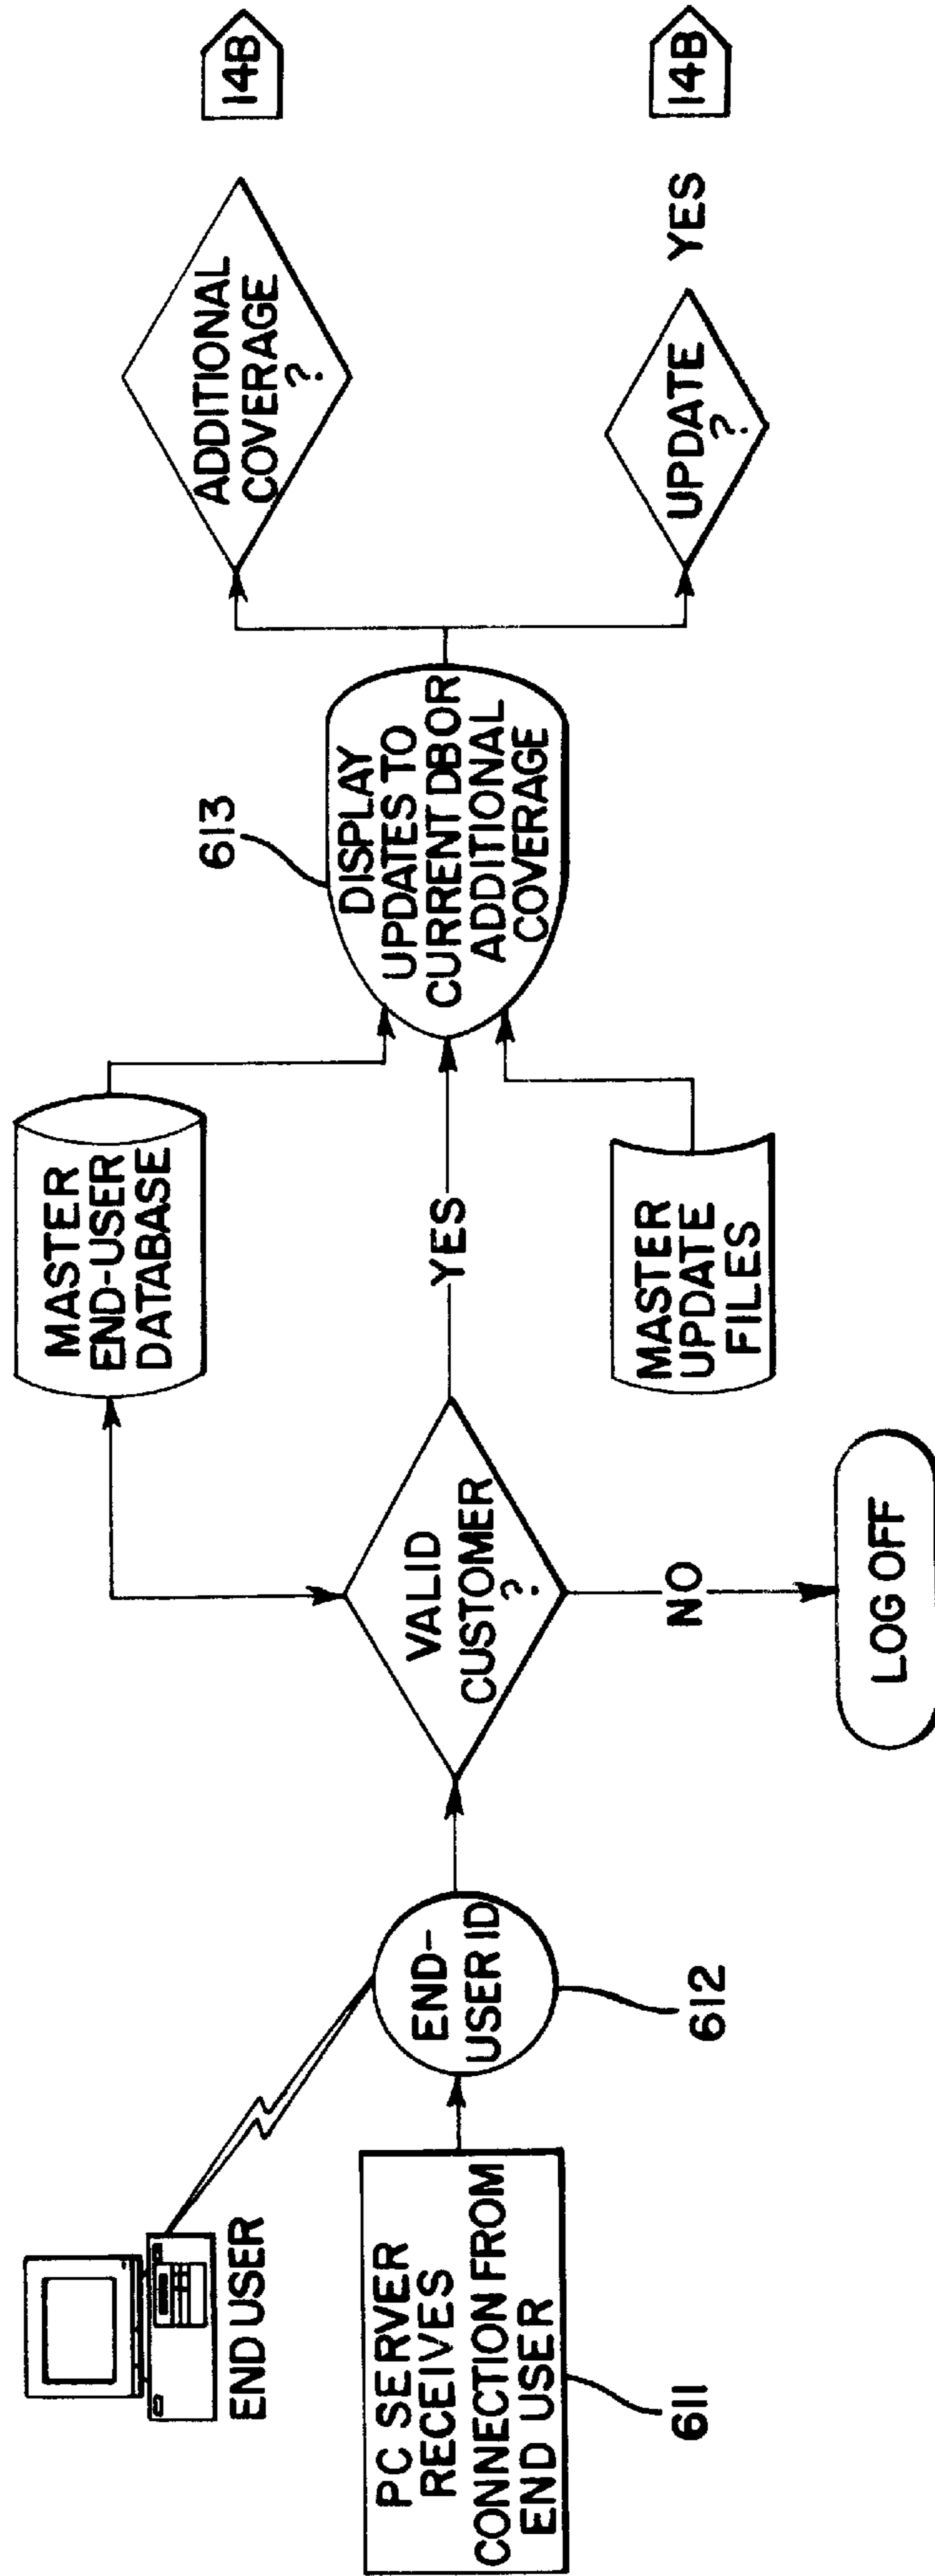 END USER
PC SERVER
RECEIVES
CONNECTION FROM
END USER
611
END-
USER ID
612
VALID
CUSTOMER
?
NO
LOG OFF
YES
MASTER
END-USER
DATABASE
MASTER
UPDATE
FILES
613
DISPLAY
UPDATES TO
CURRENT DB OR
ADDITIONAL
COVERAGE
ADDITIONAL
COVERAGE
?
14B
UPDATE
?
YES
14B